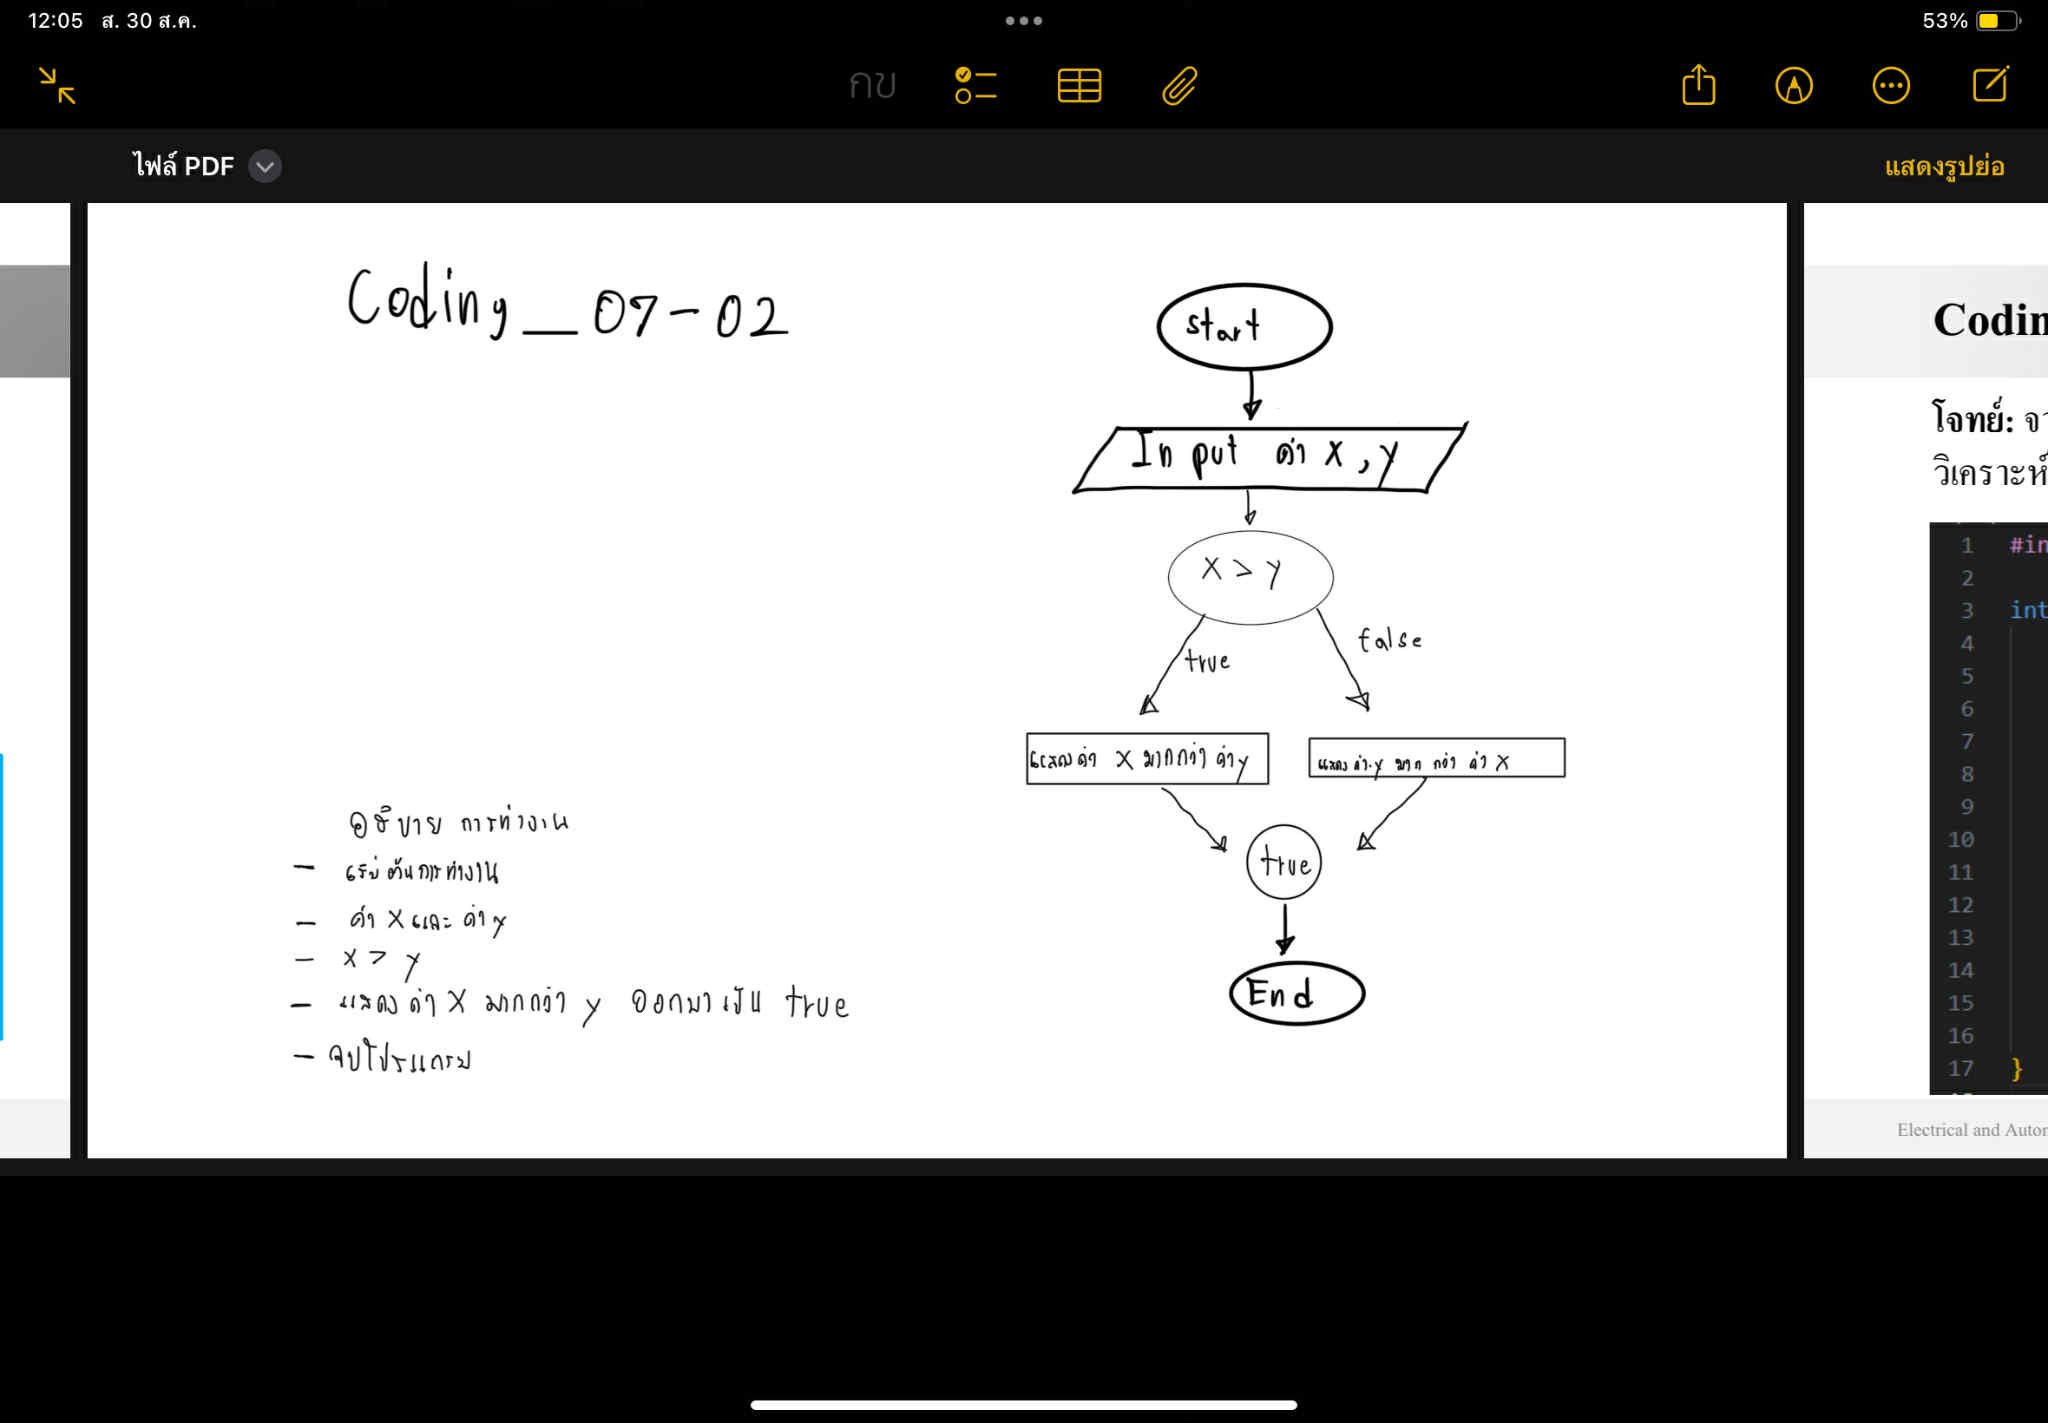 12:05 ส. 30 ส.ค.
53%
กข
ไฟล์ PDF
แสดงรูปย่อ
Coding_07-02
start
In put ค่า X, y
X > y
true
false
แสดงค่า X มากกว่า ค่า y
แสดง ค่า y มาก กว่า ค่า X
true
End
อธิบาย การทำงาน
- เริ่มต้นการทำงาน
- ค่า X และ ค่า y
- X > y
- แสดง ค่า X มากกว่า y ออกมาเป็น true
- จบโปรแกรม
Codin
โจทย์: จา
วิเคราะห์
1 #in
2
3 int
4
5
6
7
8
9
10
11
12
13
14
15
16
17 }
Electrical and Autor